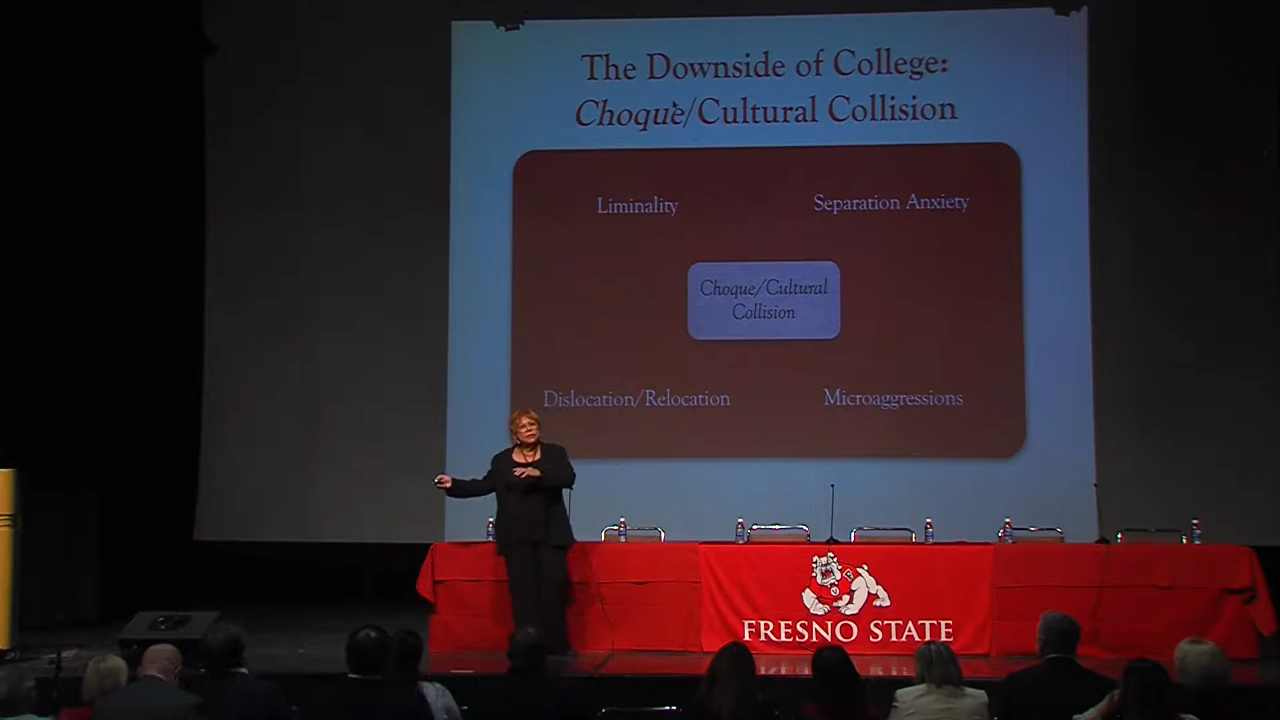 The Downside of College:
Choquè/Cultural Collision
Liminality
Separation Anxiety
Choque/Cultural
Collision
Dislocation/Relocation
Microaggressions
FRESNO STATE